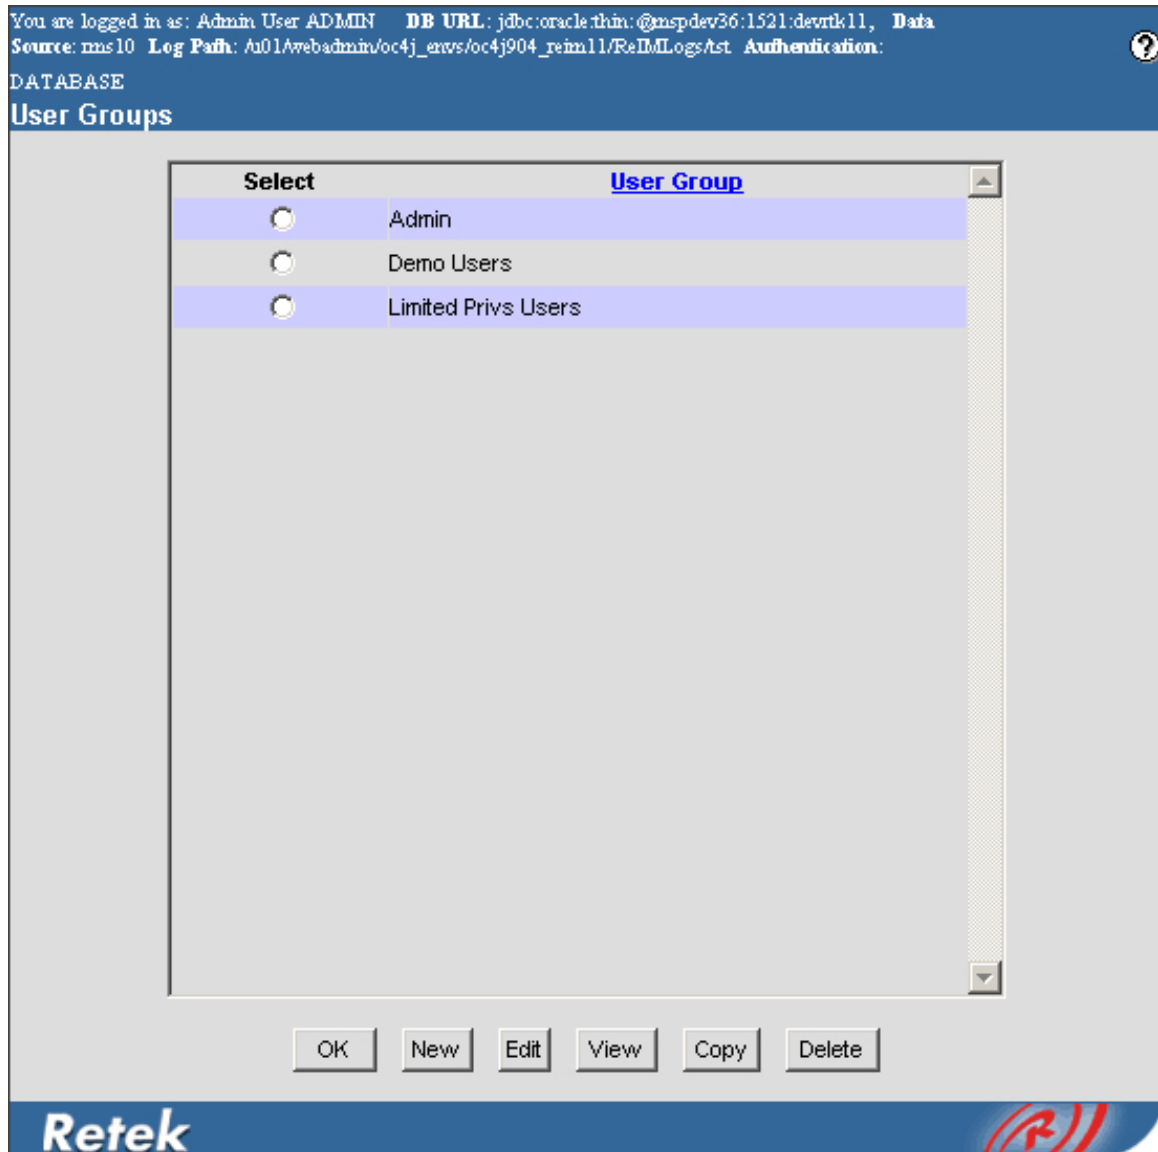 You are logged in as: Admin User ADMIN DB URL: jdbc:oracle:thin:@mspdev36:1521:devrtk11, Data
Source: rms10 Log Path: /u01/webadmin/oc4j_envs/oc4j904_reim11/ReIMLogs/tst Authentication:
DATABASE
User Groups
Select User Group
Admin
Demo Users
Limited Privs Users
OK New Edit View Copy Delete
Retek